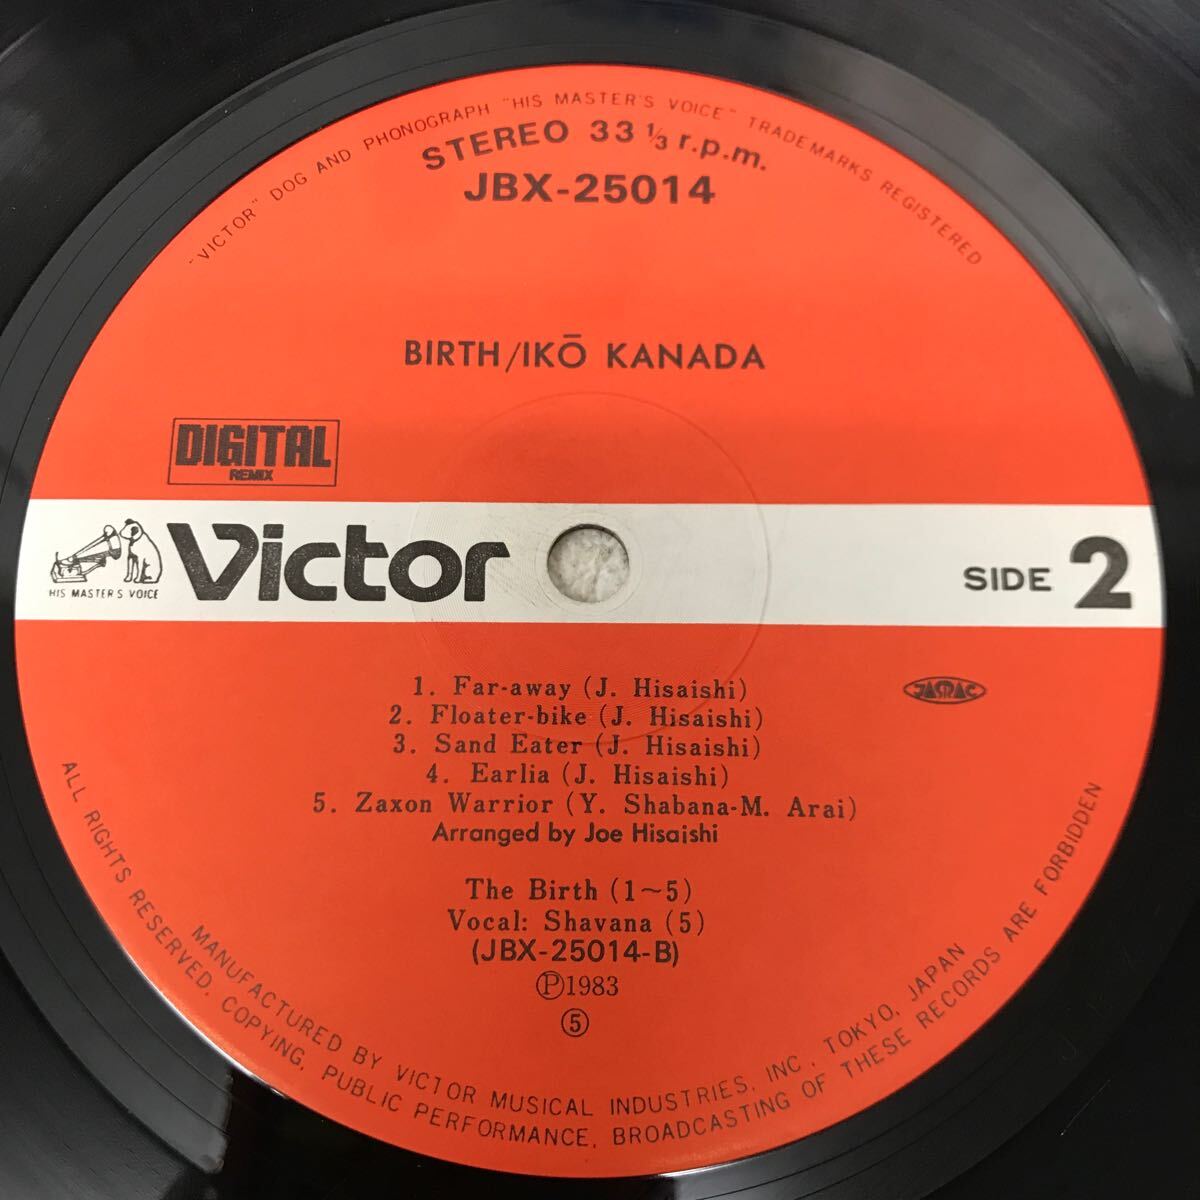 "VICTOR" DOG AND PHONOGRAPH "HIS MASTER'S VOICE" TRADEMARKS REGISTERED
STEREO 33 1/3 r.p.m.
JBX-25014
BIRTH/IKŌ KANADA
DIGITAL
REMIX
HIS MASTER'S VOICE
Victor
SIDE 2
1. Far-away (J. Hisaishi)
JASRAC
2. Floater-bike (J. Hisaishi)
3. Sand Eater (J. Hisaishi)
4. Earlia (J. Hisaishi)
5. Zaxon Warrior (Y. Shabana-M. Arai)
Arranged by Joe Hisaishi
The Birth (1~5)
Vocal: Shavana (5)
(JBX-25014-B)
Ⓟ1983
⑤
MANUFACTURED BY VICTOR MUSICAL INDUSTRIES, INC., TOKYO, JAPAN
ALL RIGHTS RESERVED. COPYING, PUBLIC PERFORMANCE, BROADCASTING OF THESE RECORDS ARE FORBIDDEN